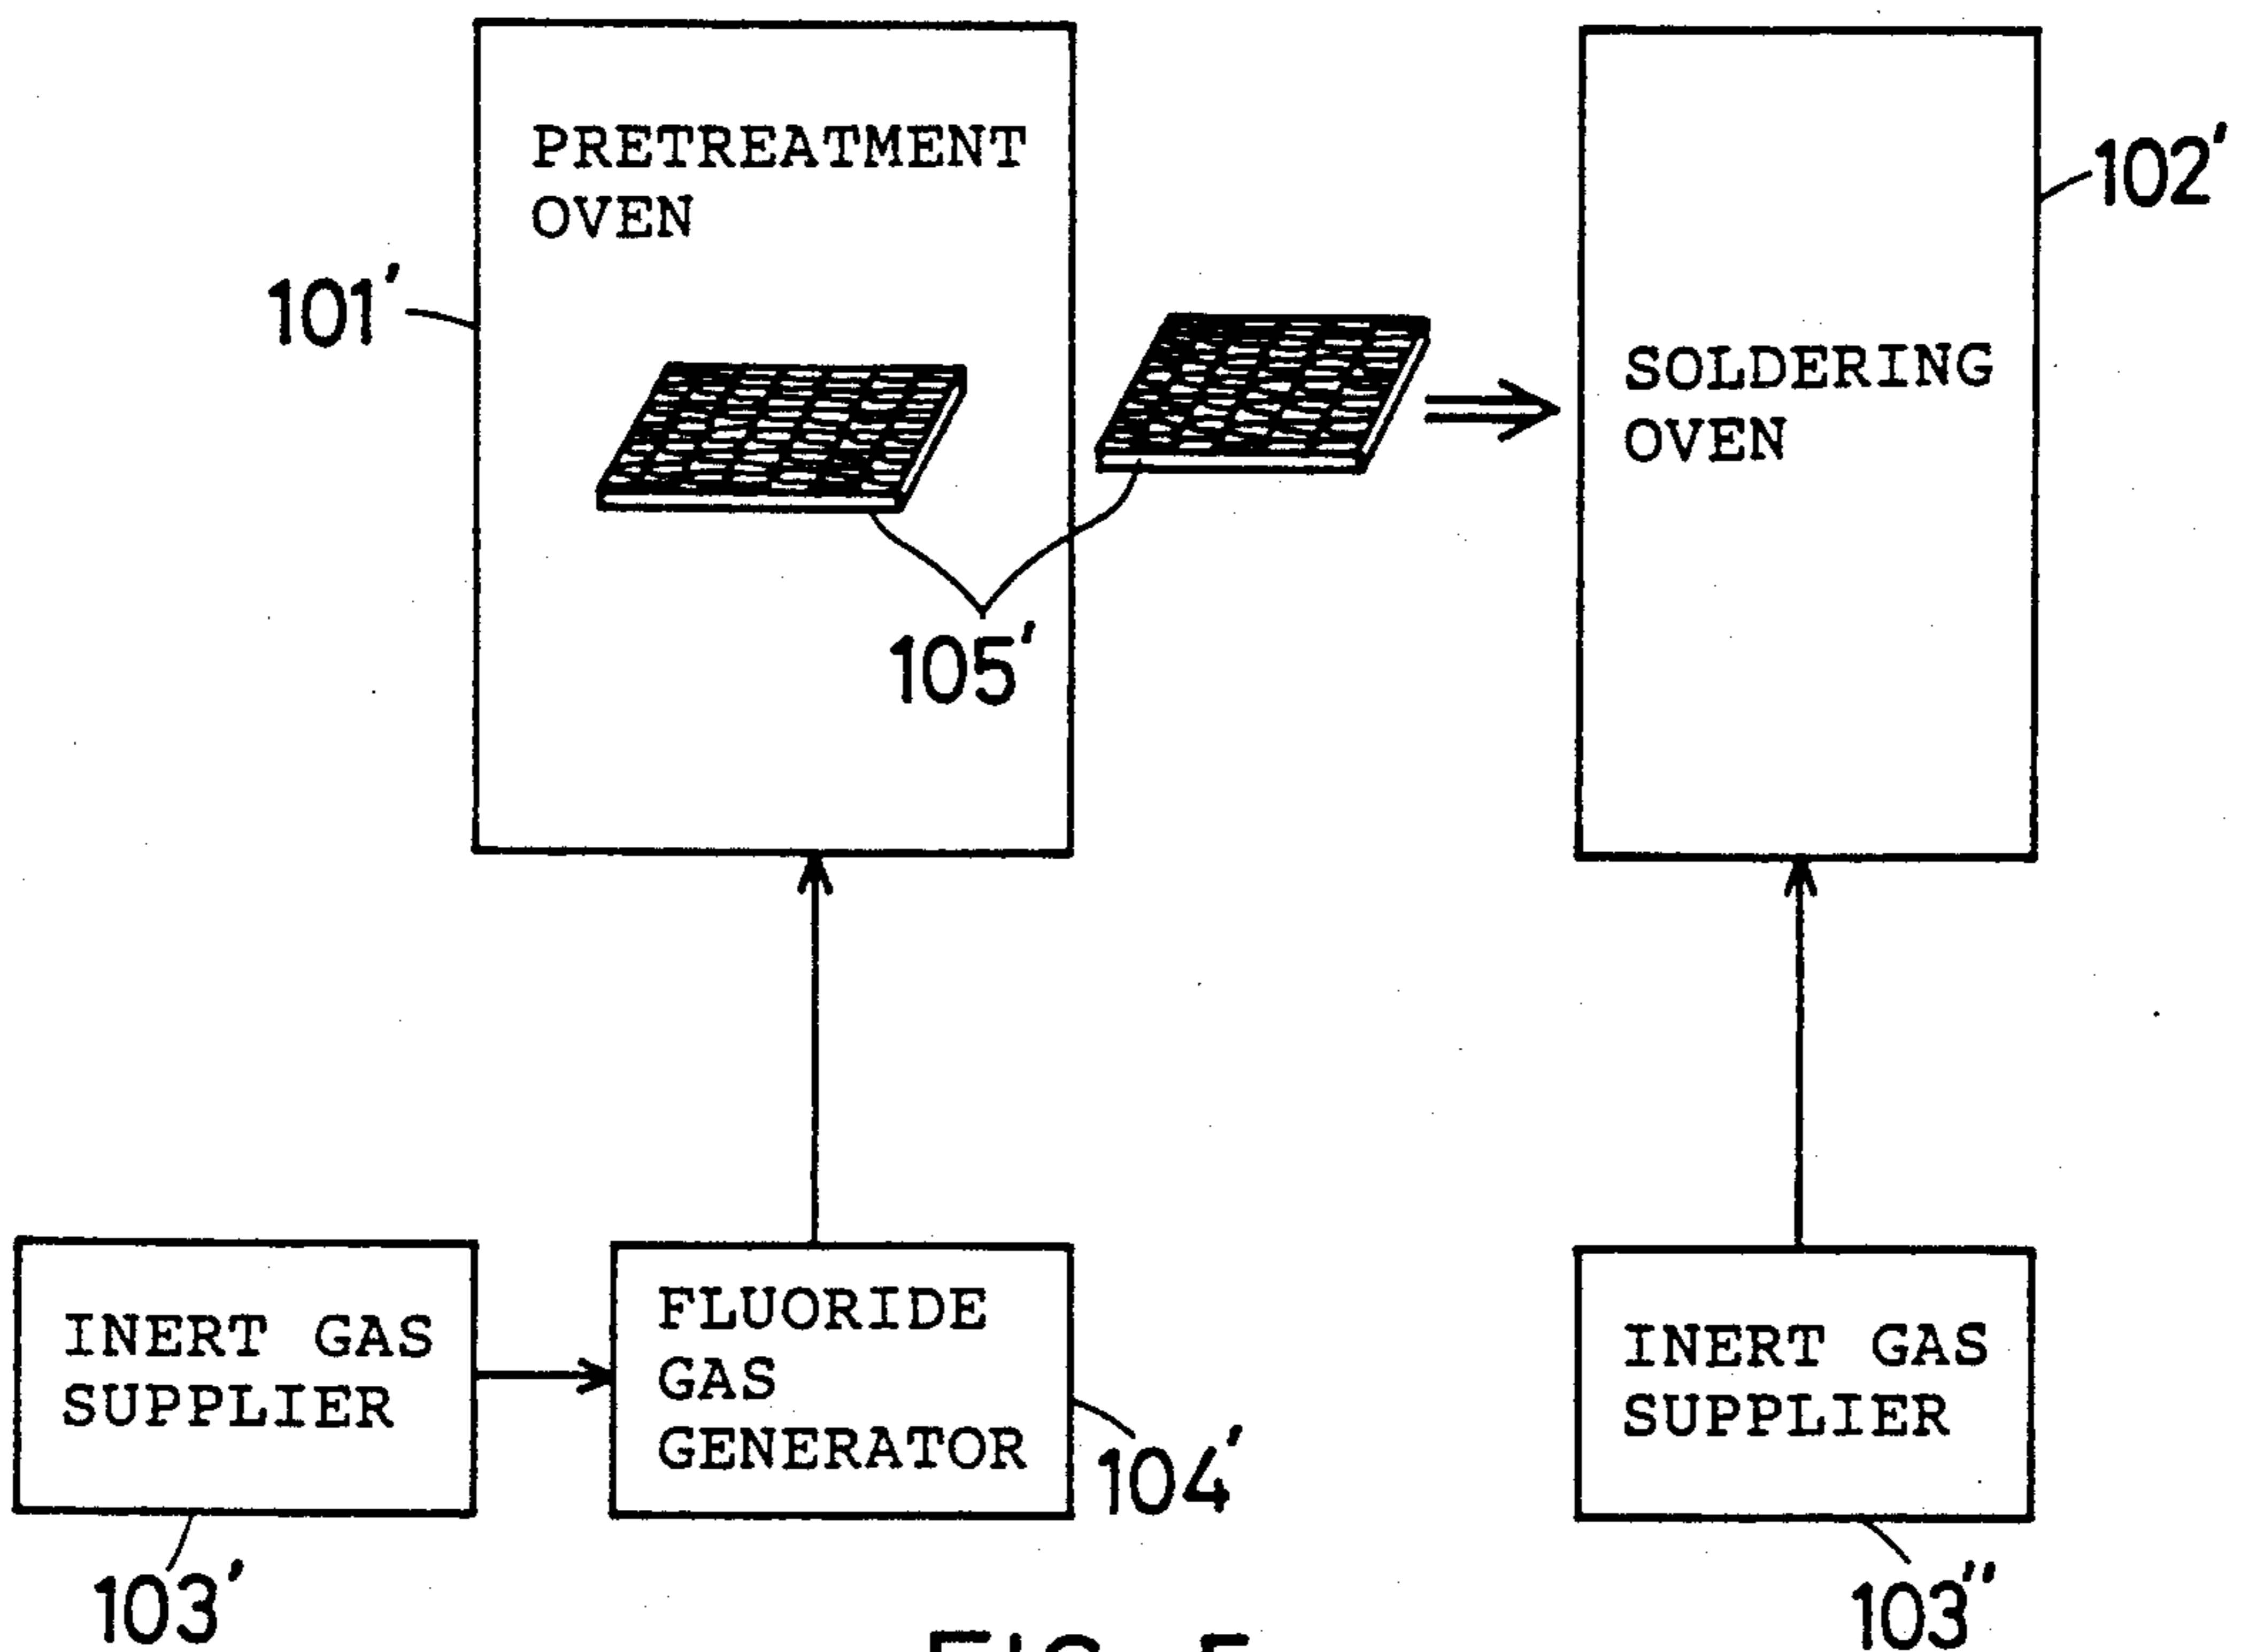 PRETREATMENT
OVEN
101'
102'
SOLDERING
OVEN
105'
INERT GAS
SUPPLIER
FLUORIDE
GAS
GENERATOR
104'
INERT GAS
SUPPLIER
103'
103''